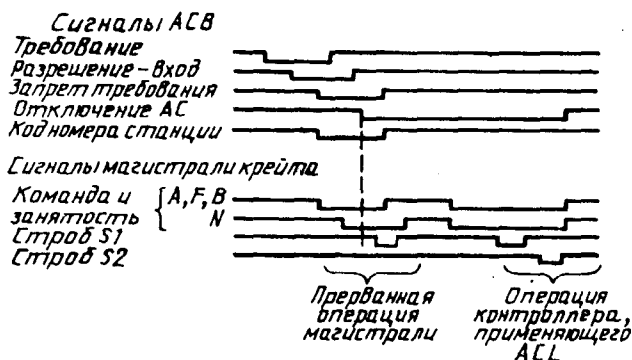 Сигналы АСВ
Требование
Разрешение-вход
Запрет требования
Отключение АС
Код номера станции
Сигналы магистрали крейта
Команда и
занятость { A, F, B
N
Строб S1
Строб S2
Прерванная
операция
магистрали
Операция
контроллера,
применяющего
ACL